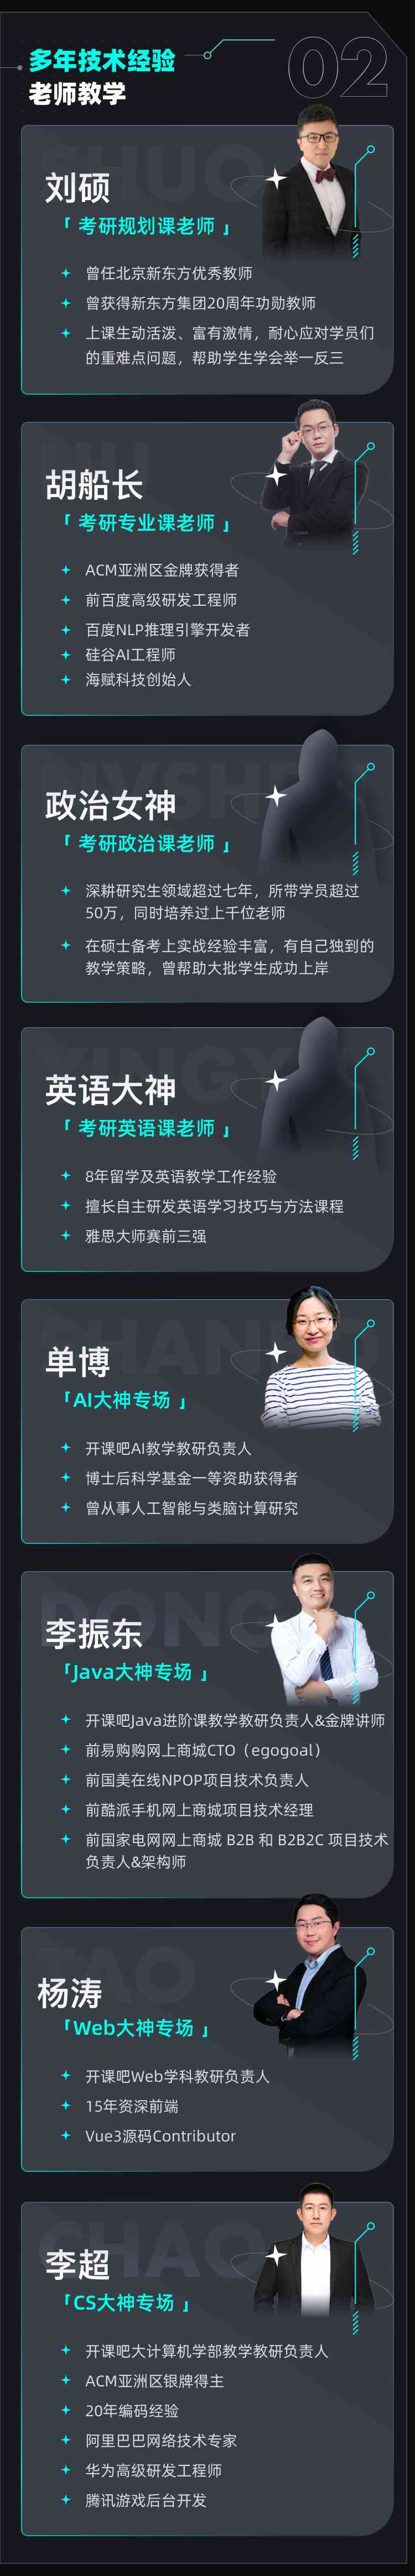 多年技术经验
老师教学
02
刘硕
「 考研规划课老师 」
曾任北京新东方优秀教师
曾获得新东方集团20周年功勋教师
上课生动活泼、富有激情，耐心应对学员们
的重难点问题，帮助学生学会举一反三
胡船长
「 考研专业课老师 」
ACM亚洲区金牌获得者
前百度高级研发工程师
百度NLP推理引擎开发者
硅谷AI工程师
海赋科技创始人
政治女神
「 考研政治课老师 」
深耕研究生领域超过七年，所带学员超过
50万，同时培养过上千位老师
在硕士备考上实战经验丰富，有自己独到的
教学策略，曾帮助大批学生成功上岸
英语大神
「 考研英语课老师 」
8年留学及英语教学工作经验
擅长自主研发英语学习技巧与方法课程
雅思大师赛前三强
单博
「AI大神专场 」
开课吧AI教学教研负责人
博士后科学基金一等资助获得者
曾从事人工智能与类脑计算研究
李振东
「Java大神专场 」
开课吧Java进阶课教学教研负责人&金牌讲师
前易购购网上商城CTO（egogoal）
前国美在线NPOP项目技术负责人
前酷派手机网上商城项目技术经理
前国家电网网上商城 B2B 和 B2B2C 项目技术
负责人&架构师
杨涛
「Web大神专场 」
开课吧Web学科教研负责人
15年资深前端
Vue3源码Contributor
CHAO
李超
「CS大神专场 」
开课吧大计算机学部教学教研负责人
ACM亚洲区银牌得主
20年编码经验
阿里巴巴网络技术专家
华为高级研发工程师
腾讯游戏后台开发